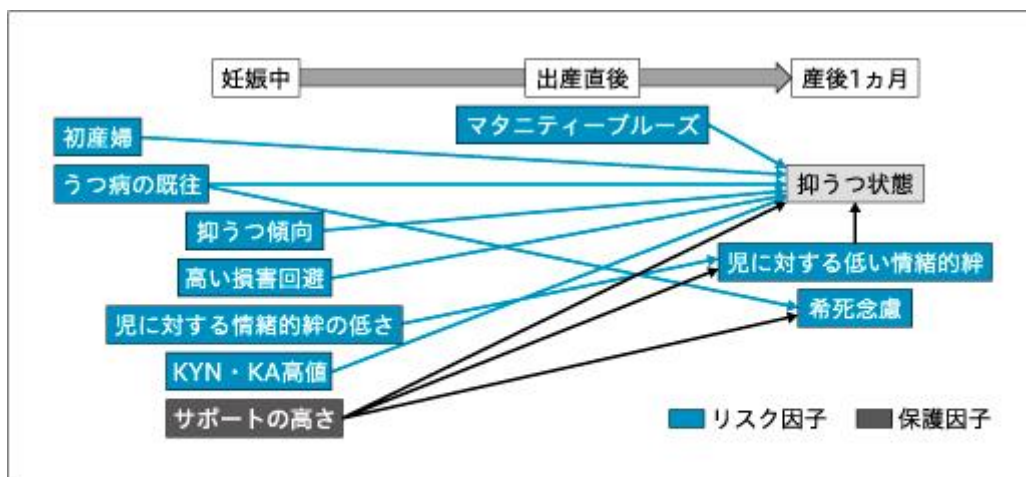 妊娠中
出産直後
産後1ヵ月
マタニティーブルーズ
初産婦
うつ病の既往
抑うつ状態
抑うつ傾向
児に対する低い情緒的絆
高い損害回避
希死念慮
児に対する情緒的絆の低さ
KYN・KA高値
サポートの高さ
リスク因子
保護因子